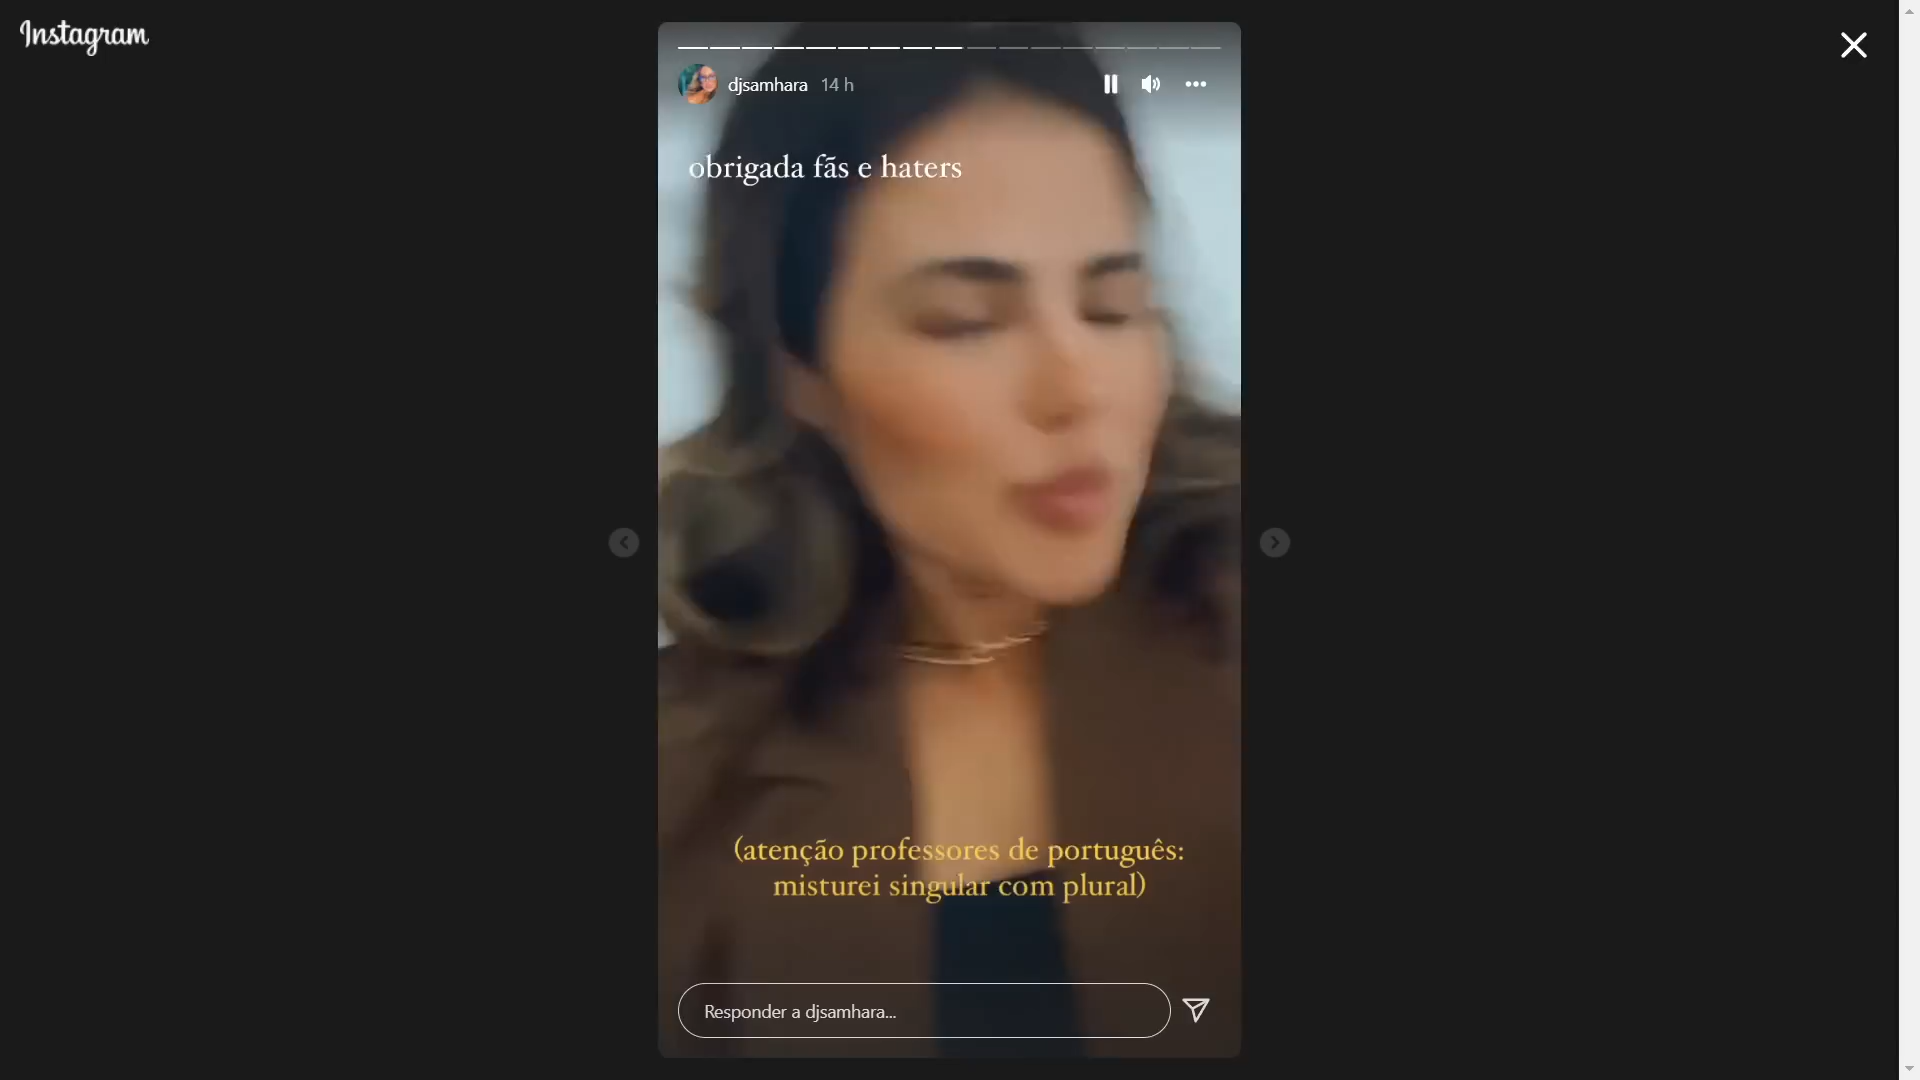 Instagram
djsamhara 14 h
obrigada fãs e haters
(atenção professores de português:
misturei singular com plural)
Responder a djsamhara...